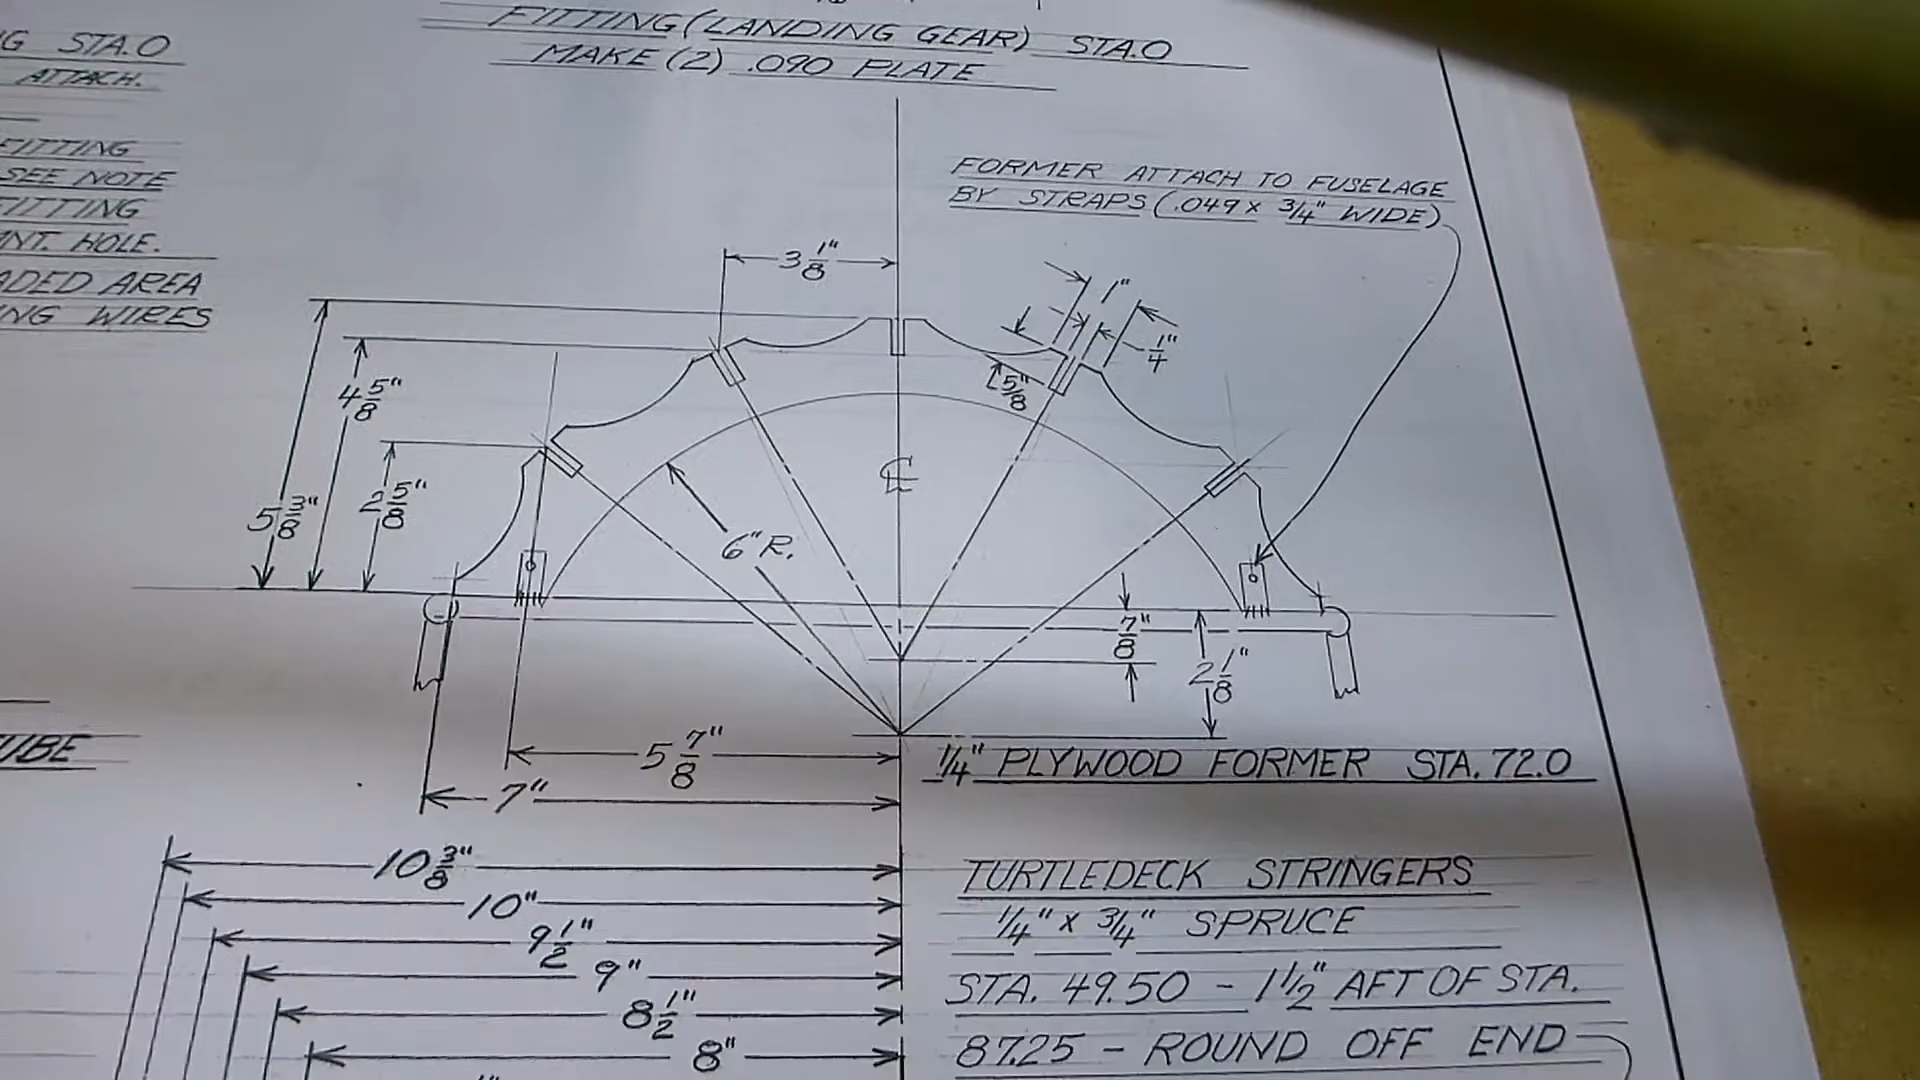 FITTING (LANDING GEAR) STA.0
MAKE (2) .090 PLATE
G STA.0
ATTACH.
FITTING
SEE NOTE
FITTING
NT. HOLE.
ADED AREA
NG WIRES
FORMER ATTACH TO FUSELAGE
BY STRAPS (.049 x 3/4" WIDE)
3 1/8"
1"
1/4"
5/8"
4 5/8"
2 5/8"
5 3/8"
℄
6" R.
7/8"
2 1/8"
5 7/8"
7"
UBE
1/4" PLYWOOD FORMER STA. 72.0
10 3/8"
10"
9 1/2"
9"
8 1/2"
8"
TURTLEDECK STRINGERS
1/4" x 3/4" SPRUCE
STA. 49.50 - 1 1/2" AFT OF STA.
87.25 - ROUND OFF END